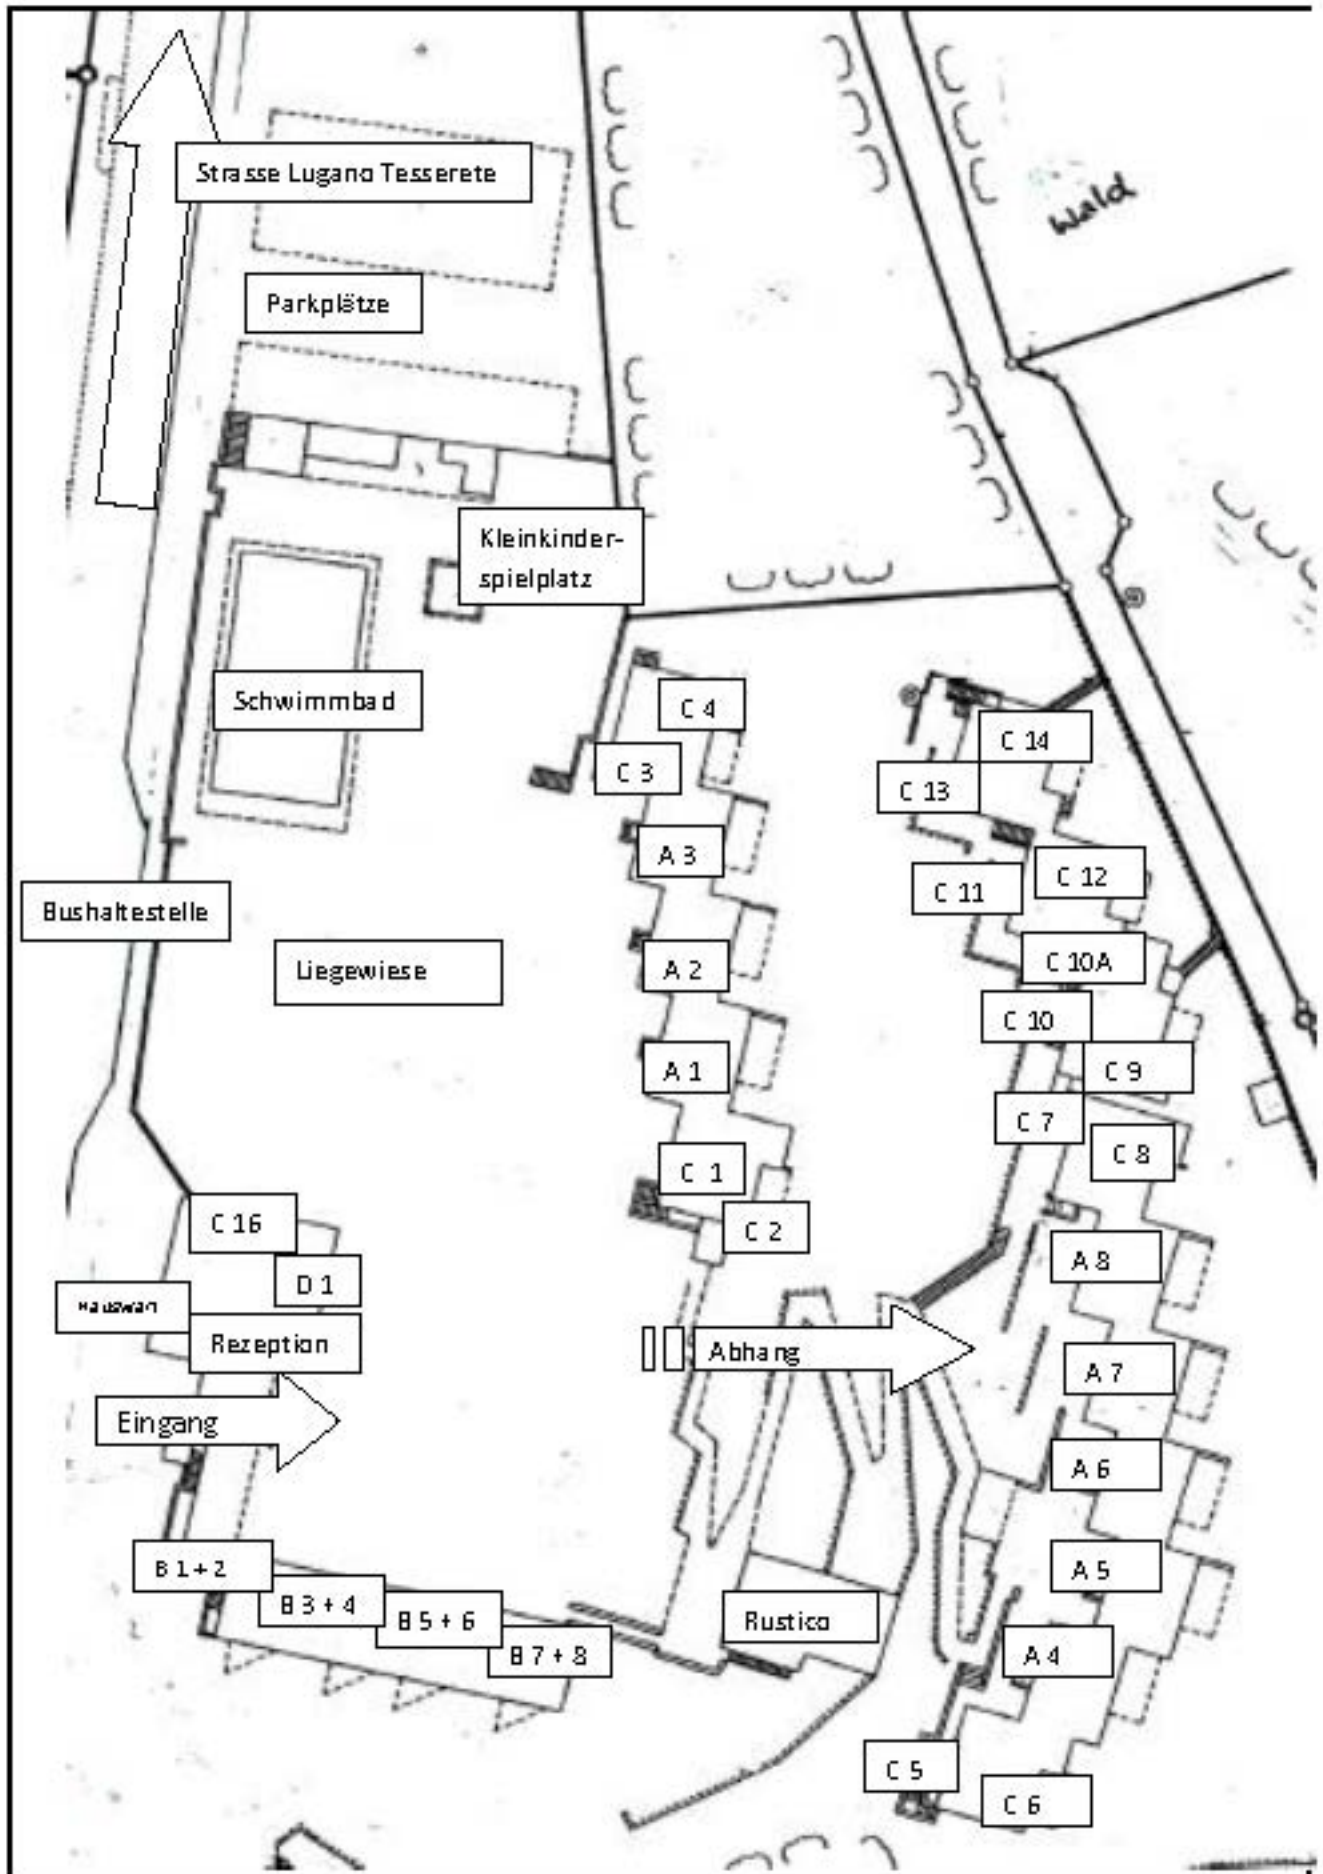 Strasse Lugano Tesserete
Wald
Parkplätze
Kleinkinder-
spielplatz
Schwimmbad
C 4
C 14
C 3
C 13
A 3
C 12
C 11
Bushaltestelle
Liegewiese
A 2
C 10A
C 10
A 1
C 9
C 7
C 8
C 1
C 16
C 2
A 8
D 1
Hauswart
Rezeption
Abhang
A 7
Eingang
A 6
B 1 + 2
A 5
B 3 + 4
B 5 + 6
Rustico
B 7 + 8
A 4
C 5
C 6